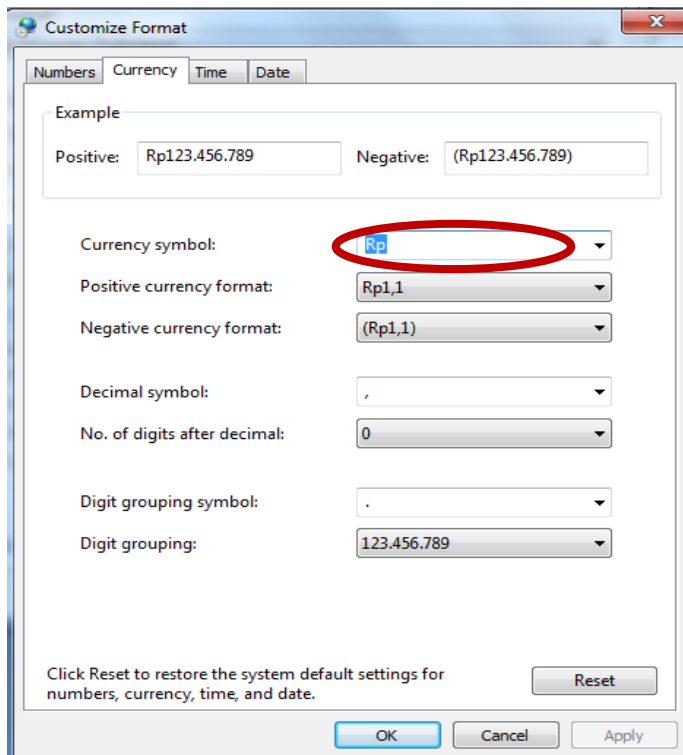 Customize Format
Numbers Currency Time Date
Example
Positive: Rp123.456.789 Negative: (Rp123.456.789)
Currency symbol: Rp
Positive currency format: Rp1,1
Negative currency format: (Rp1,1)
Decimal symbol: ,
No. of digits after decimal: 0
Digit grouping symbol: .
Digit grouping: 123.456.789
Click Reset to restore the system default settings for
numbers, currency, time, and date.
Reset
OK Cancel Apply